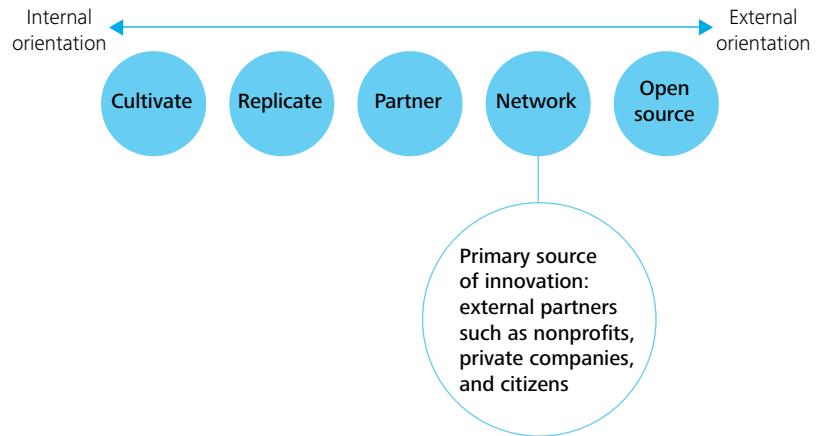 Internal
orientation
External
orientation
Cultivate
Replicate
Partner
Network
Open
source
Primary source
of innovation:
external partners
such as nonprofits,
private companies,
and citizens